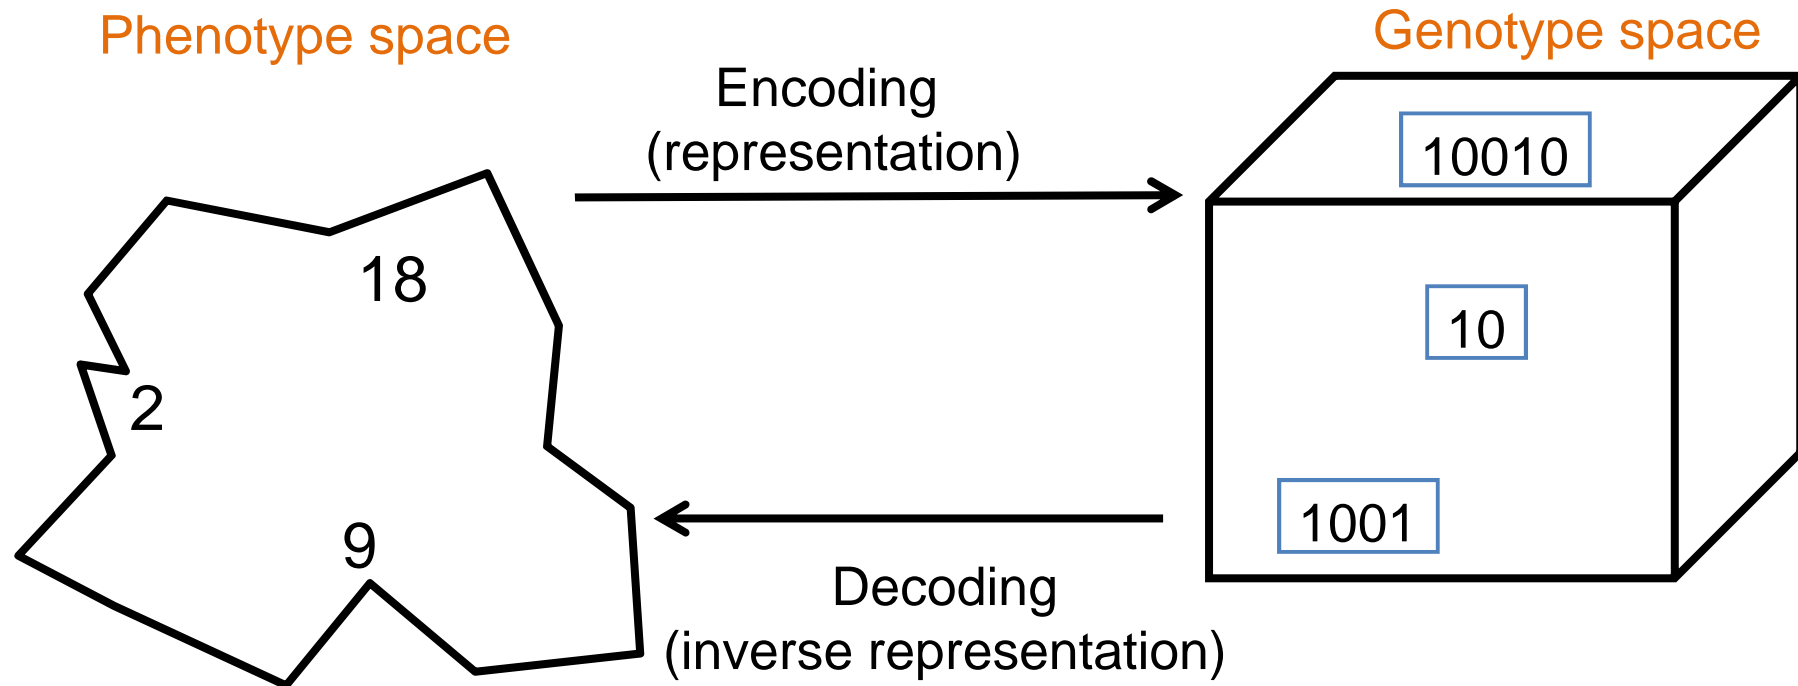 Phenotype space
Genotype space
Encoding
(representation)
10010
18
10
2
1001
9
Decoding
(inverse representation)